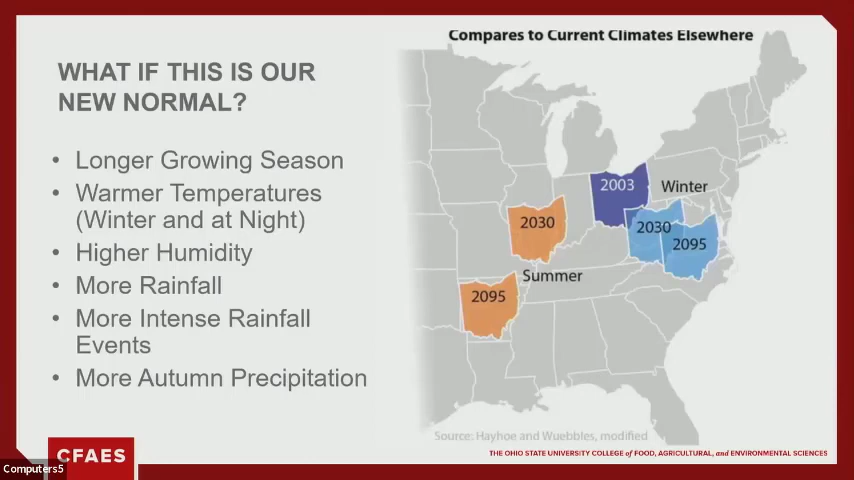 Compares to Current Climates Elsewhere
WHAT IF THIS IS OUR
NEW NORMAL?
• Longer Growing Season
• Warmer Temperatures
(Winter and at Night)
• Higher Humidity
• More Rainfall
• More Intense Rainfall
Events
• More Autumn Precipitation
2003
Winter
2030
2030
2095
Summer
2095
Source: Hayhoe and Wuebbles, modified
CFAES
THE OHIO STATE UNIVERSITY COLLEGE of FOOD, AGRICULTURAL, and ENVIRONMENTAL SCIENCES
Computers5